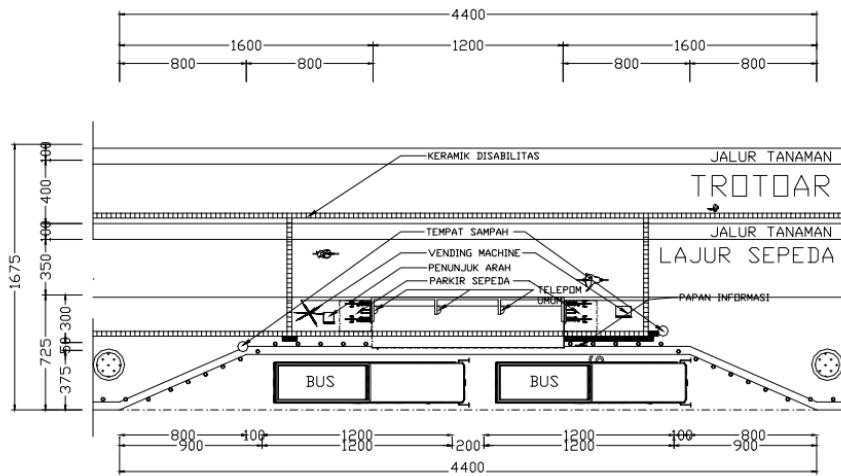 4400
1600
1200
1600
800
800
800
800
KERAMIK DISABILITAS
JALUR TANAMAN
TROTOAR
TEMPAT SAMPAH
JALUR TANAMAN
VENDING MACHINE
LAJUR SEPEDA
PENUNJUK ARAH
PARKIR SEPEDA
TELEPOM
UMUM
PAPAN INFORMASI
BUS
BUS
1675
100
400
100
350
725
300
50
375
800
100
1200
1200
100
800
900
1200
200
1200
900
4400